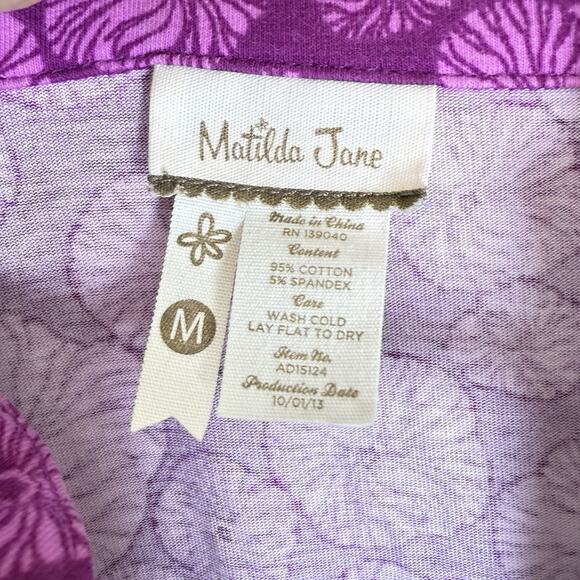 Matilda Jane
M
Made in China
RN 139040
Content
95% COTTON
5% SPANDEX
Care
WASH COLD
LAY FLAT TO DRY
Item No.
AD15124
Production Date
10/01/13